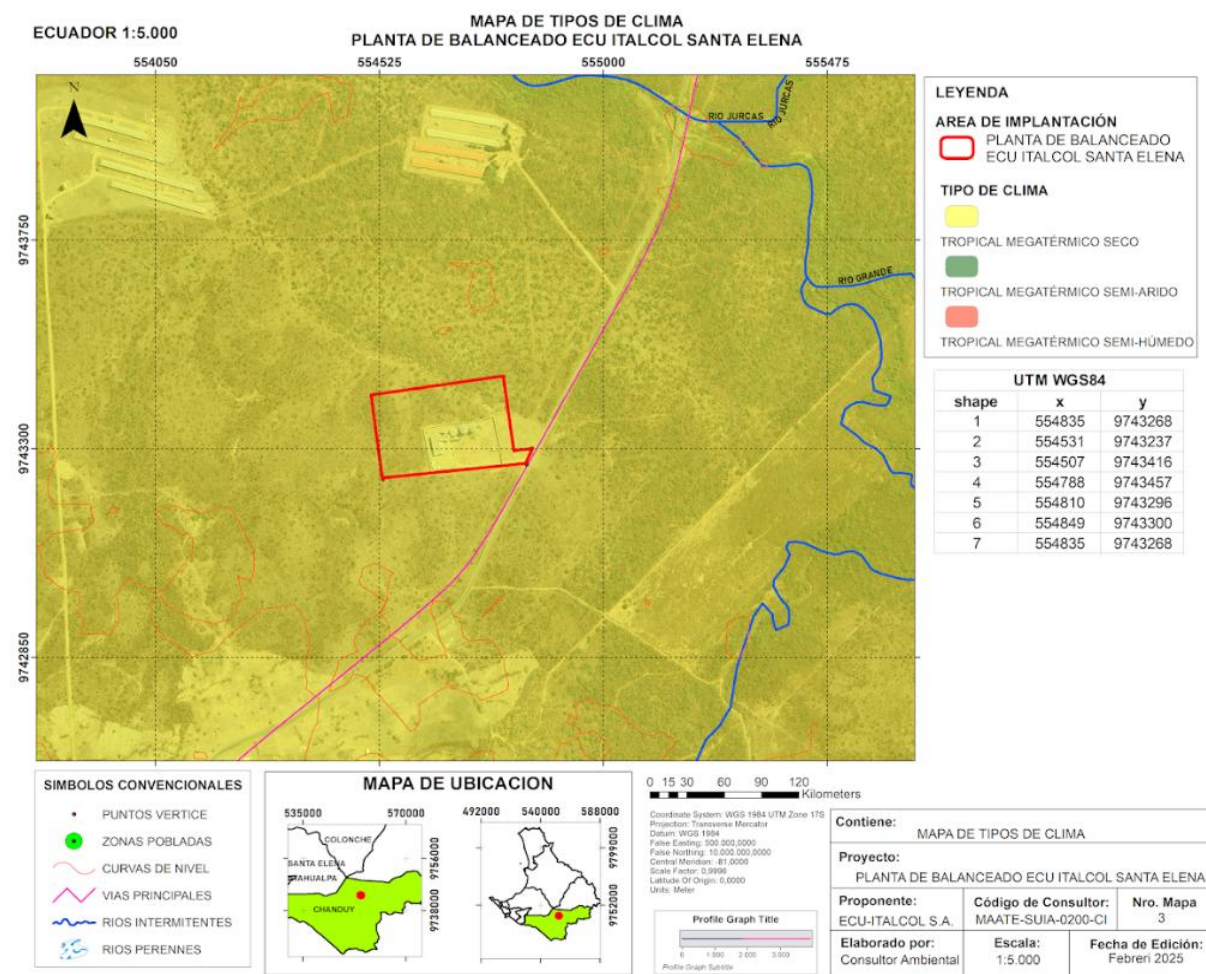 ECUADOR 1:5.000
MAPA DE TIPOS DE CLIMA
PLANTA DE BALANCEADO ECU ITALCOL SANTA ELENA
554050
554525
555000
555475
9743750
9743300
9742850
N
RIO JURCAS
RIO JURCAS
RIO GRANDE
LEYENDA
AREA DE IMPLANTACIÓN
PLANTA DE BALANCEADO
ECU ITALCOL SANTA ELENA
TIPO DE CLIMA
TROPICAL MEGATÉRMICO SECO
TROPICAL MEGATÉRMICO SEMI-ARIDO
TROPICAL MEGATÉRMICO SEMI-HÚMEDO
UTM WGS84
shape x y
1 554835 9743268
2 554531 9743237
3 554507 9743416
4 554788 9743457
5 554810 9743296
6 554849 9743300
7 554835 9743268
SIMBOLOS CONVENCIONALES
PUNTOS VERTICE
ZONAS POBLADAS
CURVAS DE NIVEL
VIAS PRINCIPALES
RIOS INTERMITENTES
RIOS PERENNES
MAPA DE UBICACION
535000
570000
COLONCHE
SANTA ELENA
CHANDUY
9756000
9738000
492000
540000
588000
9799000
9752000
0 15 30 60 90 120
Kilometers
Coordinate System: WGS 1984 UTM Zone 17S
Projection: Transverse Mercator
Datum: WGS 1984
False Easting: 500.000,0000
False Northing: 10.000.000,0000
Central Meridian: -81,0000
Scale Factor: 0,9996
Latitude Of Origin: 0,0000
Units: Meter
Profile Graph Title
0 1.000 2.000 3.000
Profile Graph Subtitle
Contiene:
MAPA DE TIPOS DE CLIMA
Proyecto:
PLANTA DE BALANCEADO ECU ITALCOL SANTA ELENA
Proponente:
ECU-ITALCOL S.A.
Código de Consultor:
MAATE-SUIA-0200-CI
Nro. Mapa
3
Elaborado por:
Consultor Ambiental
Escala:
1:5.000
Fecha de Edición:
Febreri 2025